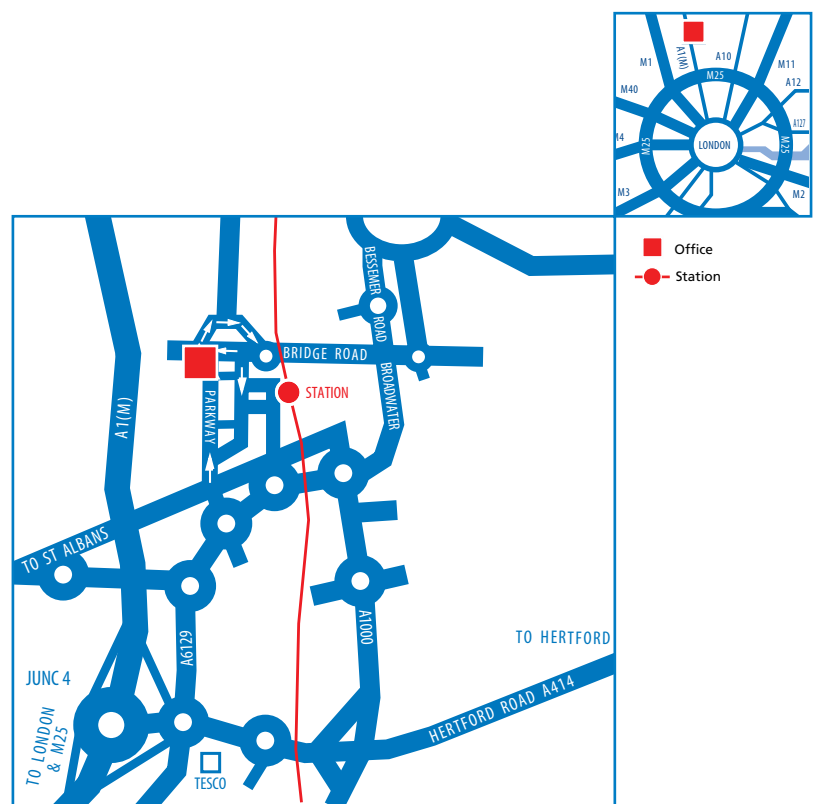 M1
A1(M)
A10
M11
M25
A12
M40
A127
M4
LONDON
M25
M25
M3
M2
Office
Station
BESSEMER
ROAD
BRIDGE ROAD
BROADWATER
STATION
PARKWAY
A1(M)
TO ST ALBANS
A1000
A6129
TO HERTFORD
JUNC 4
HERTFORD ROAD A414
TO LONDON
& M25
TESCO